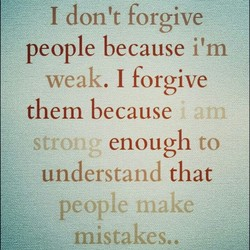 I don't forgive
people because i'm
weak. I forgive
them because i am
strong enough to
understand that
people make
mistakes..